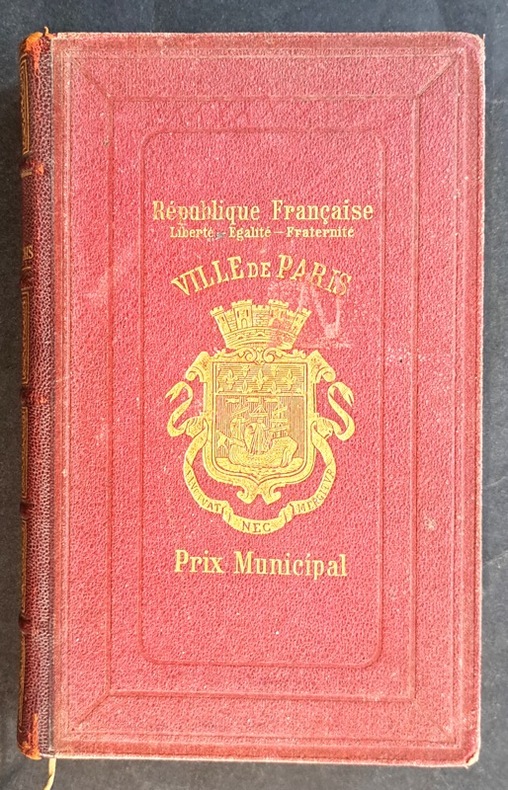 République Française
Liberté – Egalité – Fraternité
VILLE DE PARIS
FLUCTUAT
NEC
MERGITUR
Prix Municipal